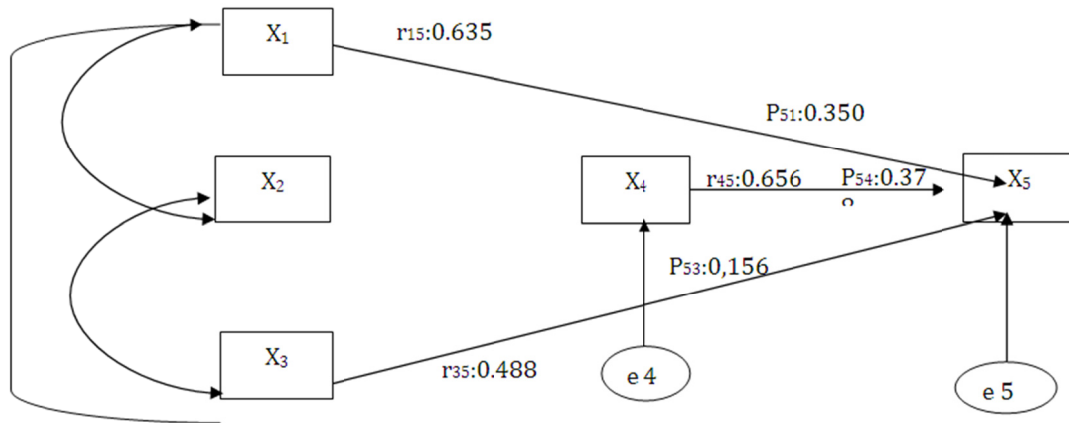 X₁
r₁₅:0.635
P₅₁:0.350
X₂
X₄
r₄₅:0.656
P₅₄:0.37
X₅
P₅₃:0,156
X₃
r₃₅:0.488
e 4
e 5